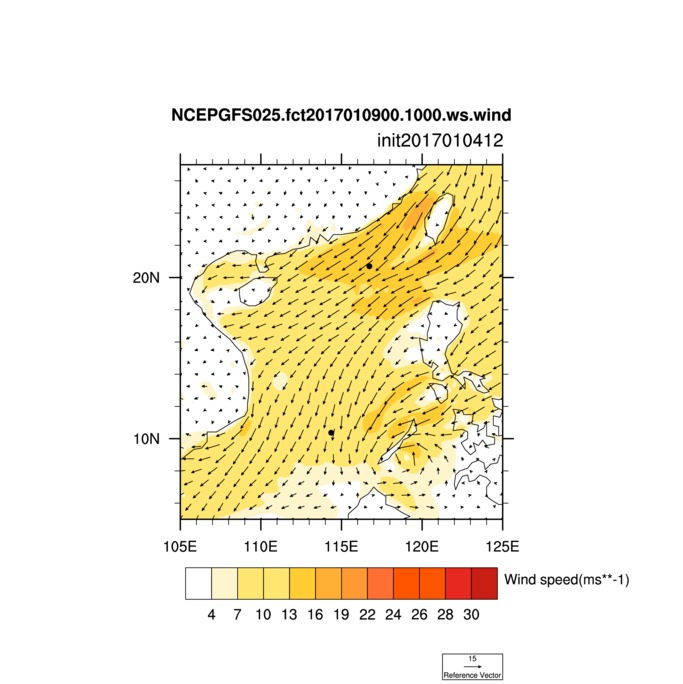 NCEPGFS025.fct2017010900.1000.ws.wind
init2017010412
20N
10N
105E 110E 115E 120E 125E
Wind speed(ms**-1)
4 7 10 13 16 19 22 24 26 28 30
15
Reference Vector